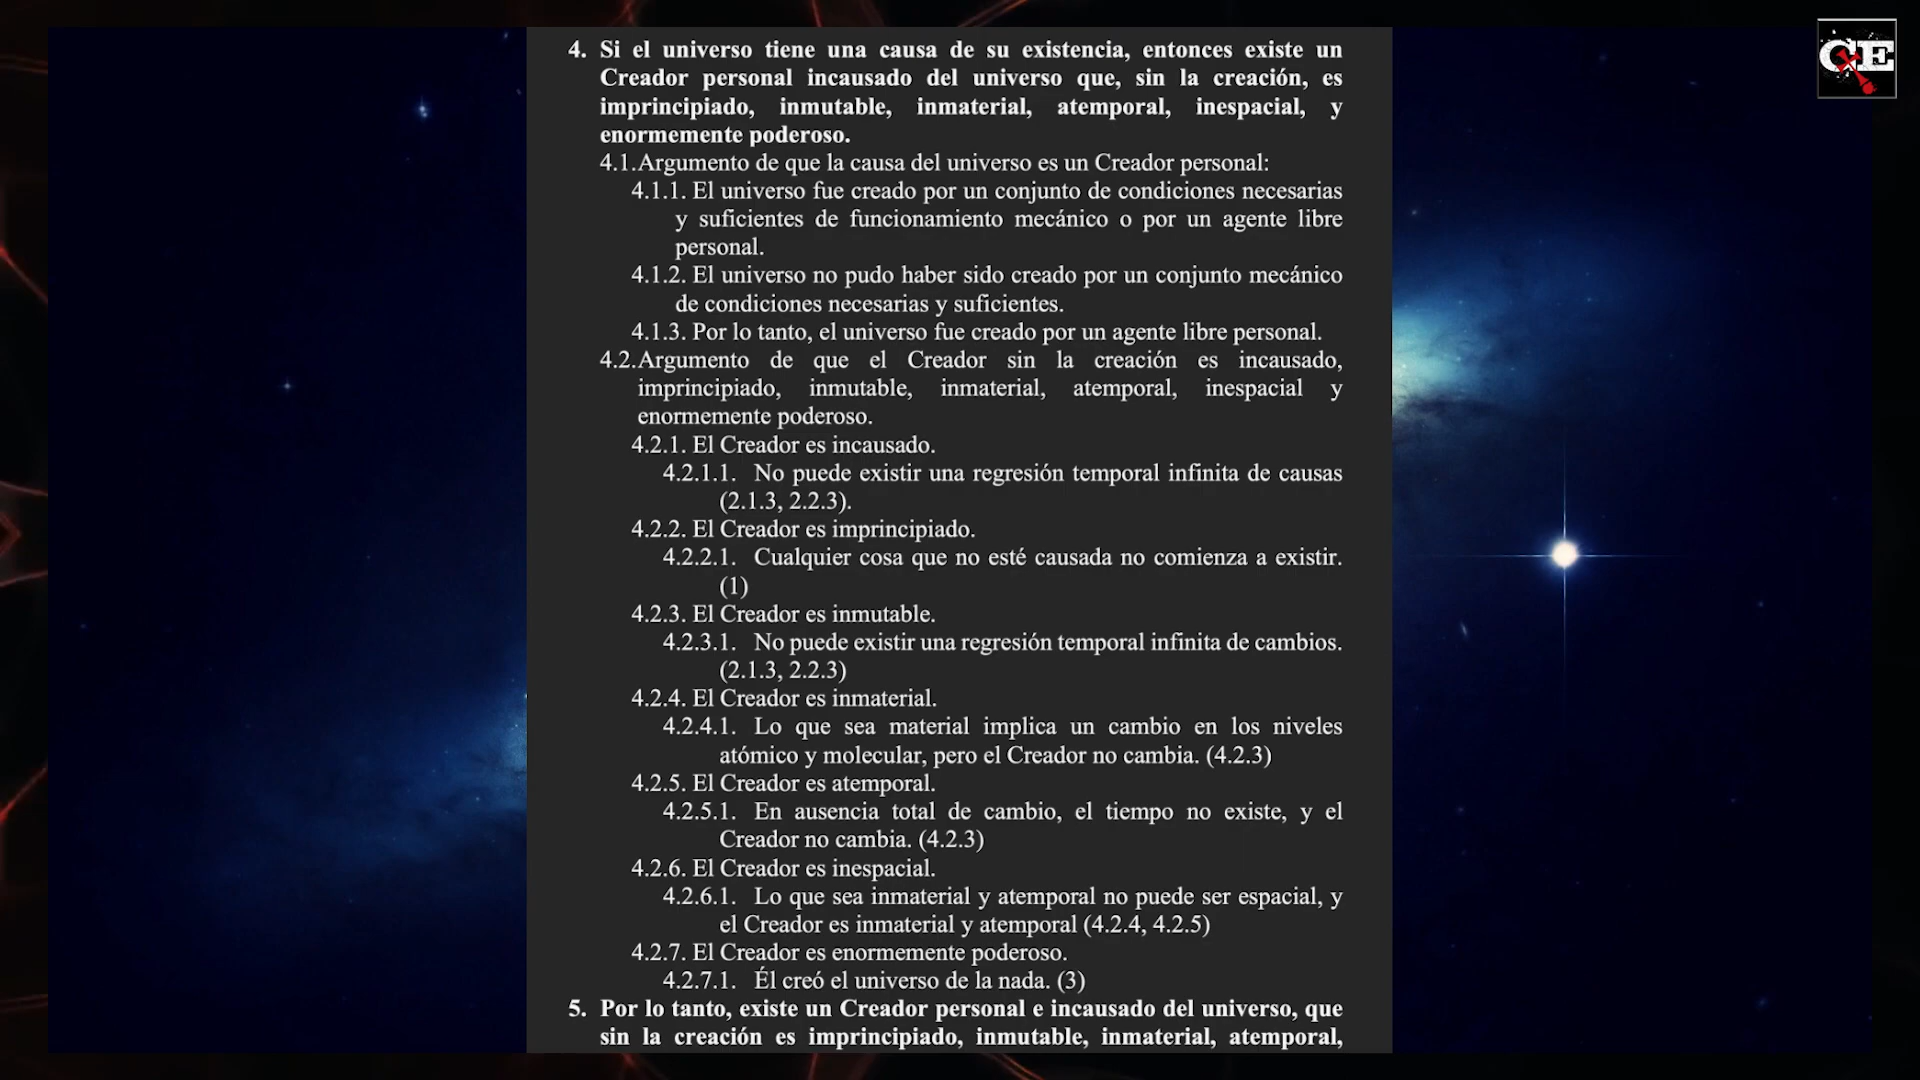 CE
4. Si el universo tiene una causa de su existencia, entonces existe un
Creador personal incausado del universo que, sin la creación, es
imprincipiado, inmutable, inmaterial, atemporal, inespacial, y
enormemente poderoso.
4.1.Argumento de que la causa del universo es un Creador personal:
4.1.1. El universo fue creado por un conjunto de condiciones necesarias
y suficientes de funcionamiento mecánico o por un agente libre
personal.
4.1.2. El universo no pudo haber sido creado por un conjunto mecánico
de condiciones necesarias y suficientes.
4.1.3. Por lo tanto, el universo fue creado por un agente libre personal.
4.2.Argumento de que el Creador sin la creación es incausado,
imprincipiado, inmutable, inmaterial, atemporal, inespacial y
enormemente poderoso.
4.2.1. El Creador es incausado.
4.2.1.1. No puede existir una regresión temporal infinita de causas
(2.1.3, 2.2.3).
4.2.2. El Creador es imprincipiado.
4.2.2.1. Cualquier cosa que no esté causada no comienza a existir.
(1)
4.2.3. El Creador es inmutable.
4.2.3.1. No puede existir una regresión temporal infinita de cambios.
(2.1.3, 2.2.3)
4.2.4. El Creador es inmaterial.
4.2.4.1. Lo que sea material implica un cambio en los niveles
atómico y molecular, pero el Creador no cambia. (4.2.3)
4.2.5. El Creador es atemporal.
4.2.5.1. En ausencia total de cambio, el tiempo no existe, y el
Creador no cambia. (4.2.3)
4.2.6. El Creador es inespacial.
4.2.6.1. Lo que sea inmaterial y atemporal no puede ser espacial, y
el Creador es inmaterial y atemporal (4.2.4, 4.2.5)
4.2.7. El Creador es enormemente poderoso.
4.2.7.1. Él creó el universo de la nada. (3)
5. Por lo tanto, existe un Creador personal e incausado del universo, que
sin la creación es imprincipiado, inmutable, inmaterial, atemporal,